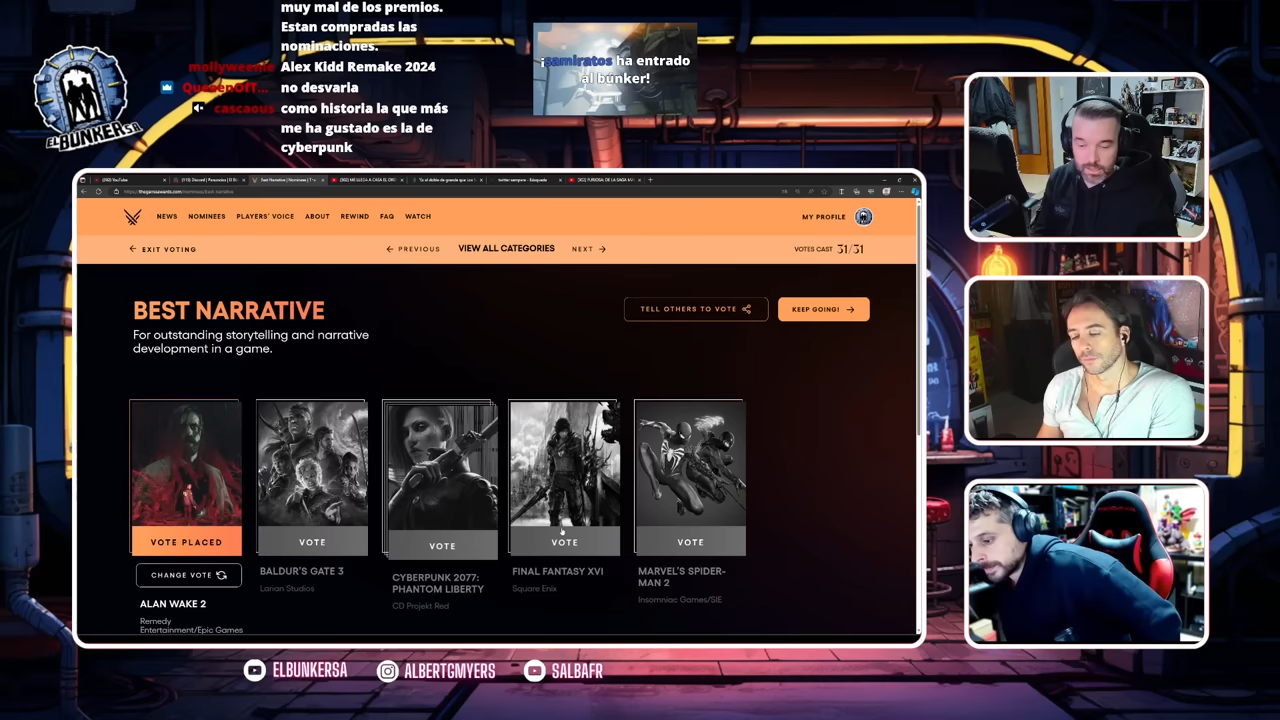 muy mal de los premios.
Estan compradas las
nominaciones.
mollyweenie Alex Kidd Remake 2024
QueenOfT... no desvaria
cascaous como historia la que más
me ha gustado es la de
cyberpunk
¡samiratos ha entrado
al búnker!
ELBUNKERSA
NEWS NOMINEES PLAYERS' VOICE ABOUT REWIND FAQ WATCH MY PROFILE
EXIT VOTING PREVIOUS VIEW ALL CATEGORIES NEXT VOTES CAST 31/31
BEST NARRATIVE
For outstanding storytelling and narrative
development in a game.
TELL OTHERS TO VOTE KEEP GOING!
VOTE PLACED VOTE VOTE VOTE VOTE
CHANGE VOTE
ALAN WAKE 2
Remedy
Entertainment/Epic Games
BALDUR'S GATE 3
Larian Studios
CYBERPUNK 2077:
PHANTOM LIBERTY
CD Projekt Red
FINAL FANTASY XVI
Square Enix
MARVEL'S SPIDER-
MAN 2
Insomniac Games/SIE
ELBUNKERSA ALBERTGMYERS SALBAFR